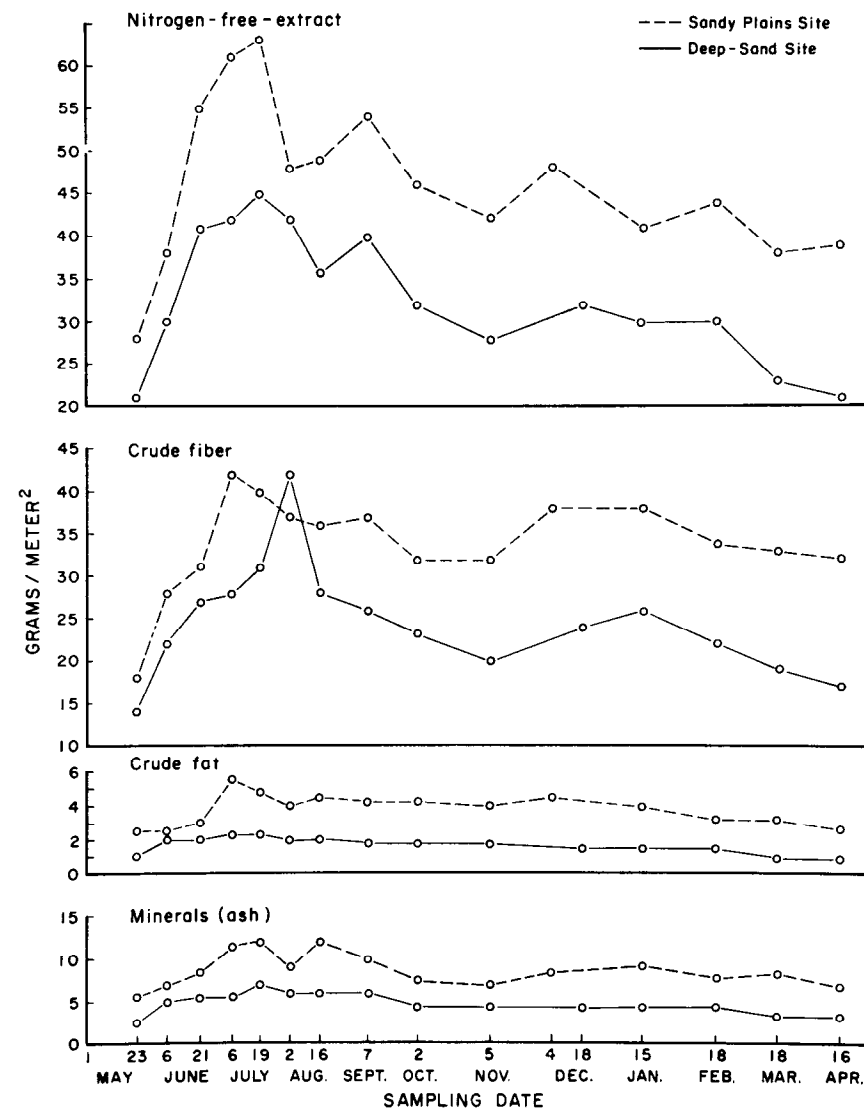 Nitrogen-free-extract
Sandy Plains Site
Deep-Sand Site
60
55
50
45
40
35
30
25
20
Crude fiber
45
40
35
30
25
20
15
10
GRAMS/METER²
Crude fat
6
4
2
0
Minerals (ash)
15
10
5
0
1 23 6 21 6 19 2 16 7 2 5 4 18 15 18 18 16
MAY JUNE JULY AUG. SEPT. OCT. NOV. DEC. JAN. FEB. MAR. APR.
SAMPLING DATE